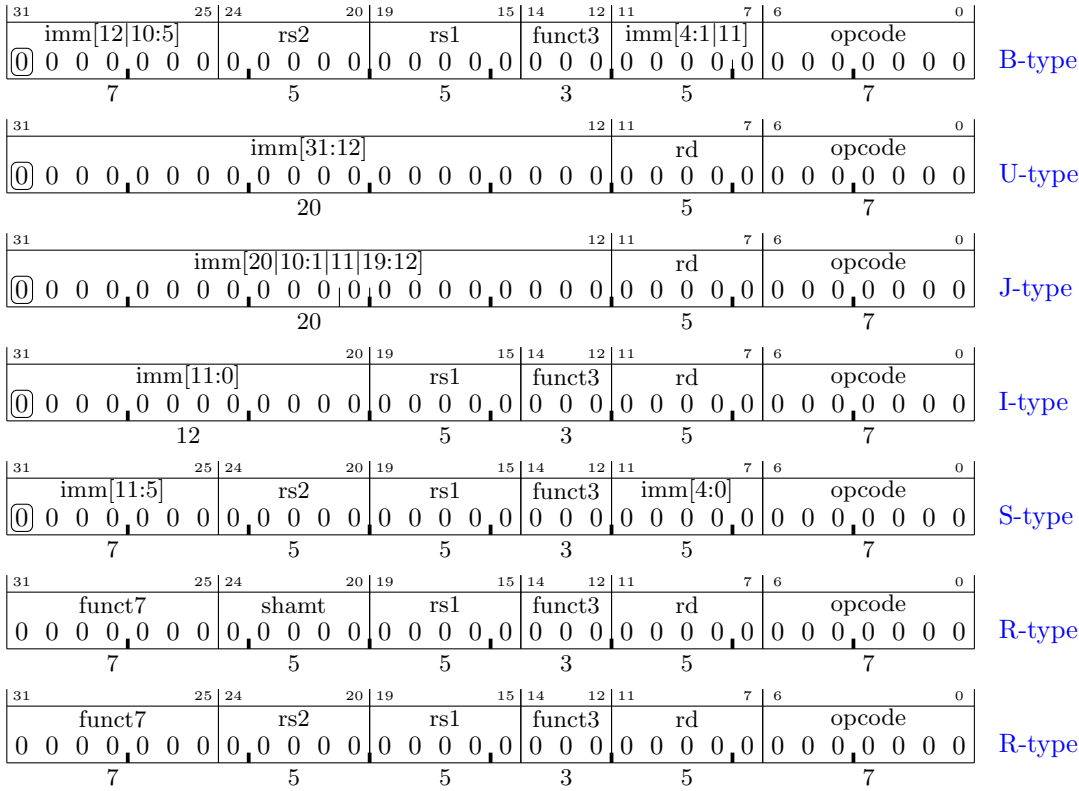 31 25 24 20 19 15 14 12 11 7 6 0
imm[12|10:5] rs2 rs1 funct3 imm[4:1|11] opcode
0 0 0 0 0 0 0 0 0 0 0 0 0 0 0 0 0 0 0 0 0 0 0 0 0 0 0 0 0 0 0 0 B-type
7 5 5 3 5 7
31 12 11 7 6 0
imm[31:12] rd opcode
0 0 0 0 0 0 0 0 0 0 0 0 0 0 0 0 0 0 0 0 0 0 0 0 0 0 0 0 0 0 0 0 U-type
20 5 7
31 12 11 7 6 0
imm[20|10:1|11|19:12] rd opcode
0 0 0 0 0 0 0 0 0 0 0 0 0 0 0 0 0 0 0 0 0 0 0 0 0 0 0 0 0 0 0 0 J-type
20 5 7
31 20 19 15 14 12 11 7 6 0
imm[11:0] rs1 funct3 rd opcode
0 0 0 0 0 0 0 0 0 0 0 0 0 0 0 0 0 0 0 0 0 0 0 0 0 0 0 0 0 0 0 0 I-type
12 5 3 5 7
31 25 24 20 19 15 14 12 11 7 6 0
imm[11:5] rs2 rs1 funct3 imm[4:0] opcode
0 0 0 0 0 0 0 0 0 0 0 0 0 0 0 0 0 0 0 0 0 0 0 0 0 0 0 0 0 0 0 0 S-type
7 5 5 3 5 7
31 25 24 20 19 15 14 12 11 7 6 0
funct7 shamt rs1 funct3 rd opcode
0 0 0 0 0 0 0 0 0 0 0 0 0 0 0 0 0 0 0 0 0 0 0 0 0 0 0 0 0 0 0 0 R-type
7 5 5 3 5 7
31 25 24 20 19 15 14 12 11 7 6 0
funct7 rs2 rs1 funct3 rd opcode
0 0 0 0 0 0 0 0 0 0 0 0 0 0 0 0 0 0 0 0 0 0 0 0 0 0 0 0 0 0 0 0 R-type
7 5 5 3 5 7